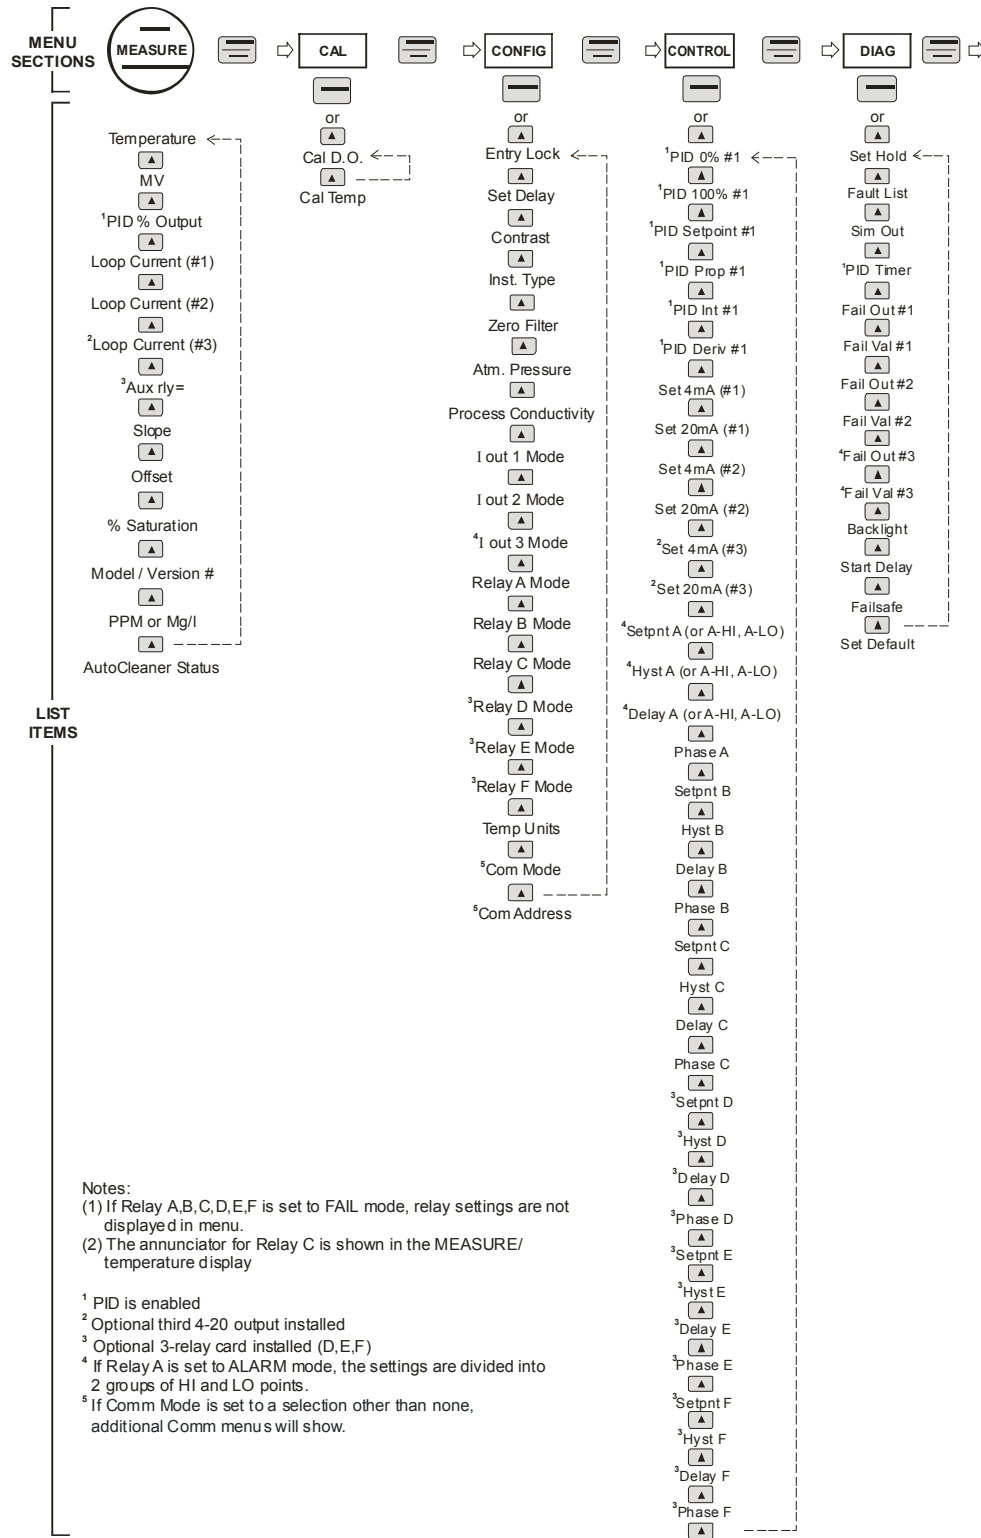 MENU
SECTIONS
MEASURE
CAL
CONFIG
CONTROL
DIAG
LIST
ITEMS
Temperature
MV
¹PID % Output
Loop Current (#1)
Loop Current (#2)
²Loop Current (#3)
³Aux rly=
Slope
Offset
% Saturation
Model / Version #
PPM or Mg/l
AutoCleaner Status
or
Cal D.O.
Cal Temp
or
Entry Lock
Set Delay
Contrast
Inst. Type
Zero Filter
Atm. Pressure
Process Conductivity
I out 1 Mode
I out 2 Mode
⁴I out 3 Mode
Relay A Mode
Relay B Mode
Relay C Mode
³Relay D Mode
³Relay E Mode
³Relay F Mode
Temp Units
⁵Com Mode
⁵Com Address
or
¹PID 0% #1
¹PID 100% #1
¹PID Setpoint #1
¹PID Prop #1
¹PID Int #1
¹PID Deriv #1
Set 4mA (#1)
Set 20mA (#1)
Set 4mA (#2)
Set 20mA (#2)
²Set 4mA (#3)
²Set 20mA (#3)
⁴Setpnt A (or A-HI, A-LO)
⁴Hyst A (or A-HI, A-LO)
⁴Delay A (or A-HI, A-LO)
Phase A
Setpnt B
Hyst B
Delay B
Phase B
Setpnt C
Hyst C
Delay C
Phase C
³Setpnt D
³Hyst D
³Delay D
³Phase D
³Setpnt E
³Hyst E
³Delay E
³Phase E
³Setpnt F
³Hyst F
³Delay F
³Phase F
or
Set Hold
Fault List
Sim Out
¹PID Timer
Fail Out #1
Fail Val #1
Fail Out #2
Fail Val #2
⁴Fail Out #3
⁴Fail Val #3
Backlight
Start Delay
Failsafe
Set Default
Notes:
(1) If Relay A,B,C,D,E,F is set to FAIL mode, relay settings are not
displayed in menu.
(2) The annunciator for Relay C is shown in the MEASURE/
temperature display
¹ PID is enabled
² Optional third 4-20 output installed
³ Optional 3-relay card installed (D,E,F)
⁴ If Relay A is set to ALARM mode, the settings are divided into
2 groups of HI and LO points.
⁵ If Comm Mode is set to a selection other than none,
additional Comm menus will show.